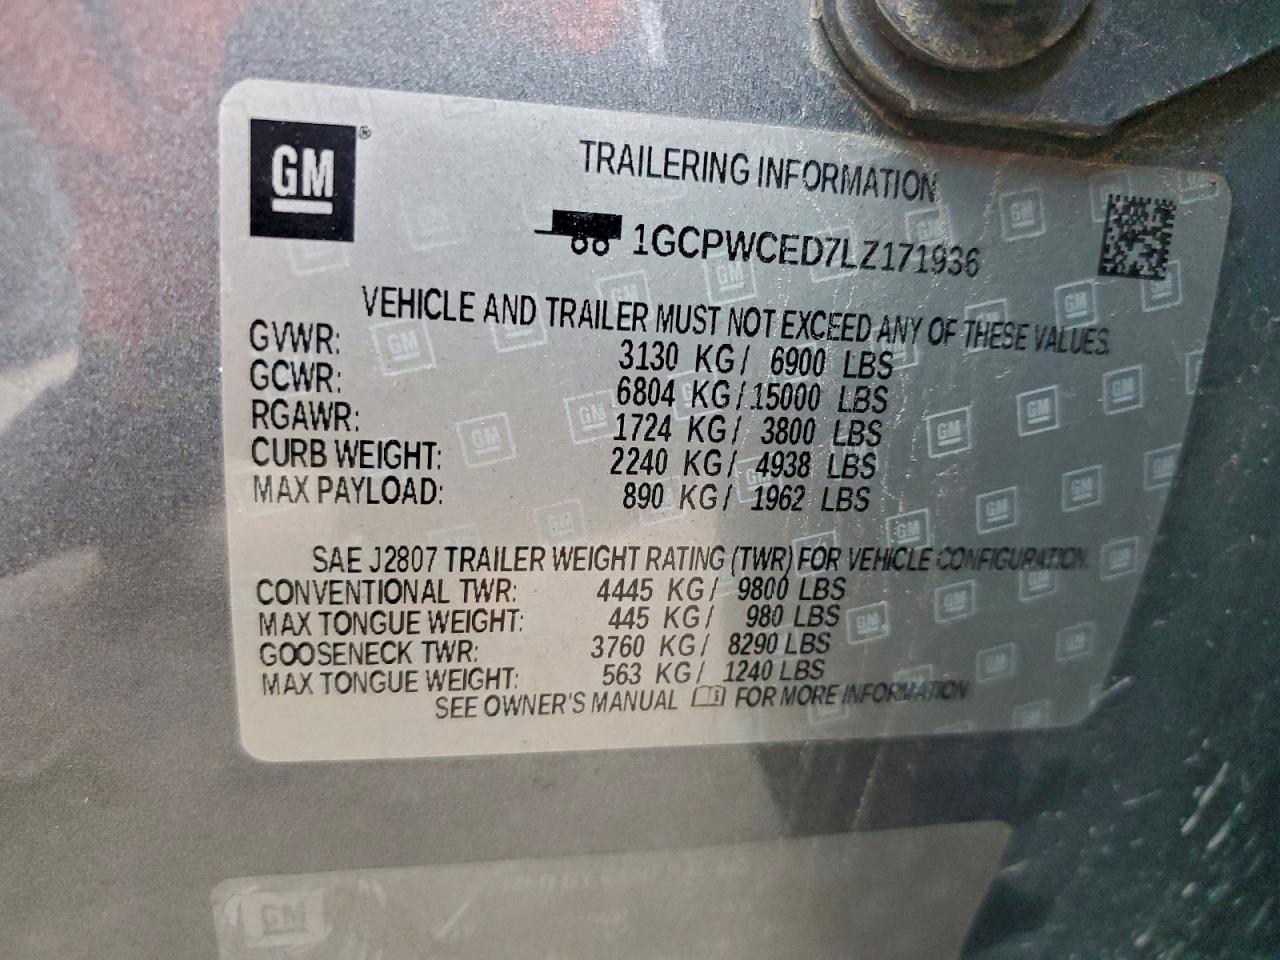 GM®
TRAILERING INFORMATION
1GCPWCED7LZ171936
VEHICLE AND TRAILER MUST NOT EXCEED ANY OF THESE VALUES.
GVWR: 3130 KG/ 6900 LBS
GCWR: 6804 KG/ 15000 LBS
RGAWR: 1724 KG/ 3800 LBS
CURB WEIGHT: 2240 KG/ 4938 LBS
MAX PAYLOAD: 890 KG/ 1962 LBS
SAE J2807 TRAILER WEIGHT RATING (TWR) FOR VEHICLE CONFIGURATION.
CONVENTIONAL TWR: 4445 KG/ 9800 LBS
MAX TONGUE WEIGHT: 445 KG/ 980 LBS
GOOSENECK TWR: 3760 KG/ 8290 LBS
MAX TONGUE WEIGHT: 563 KG/ 1240 LBS
SEE OWNER'S MANUAL FOR MORE INFORMATION
GM